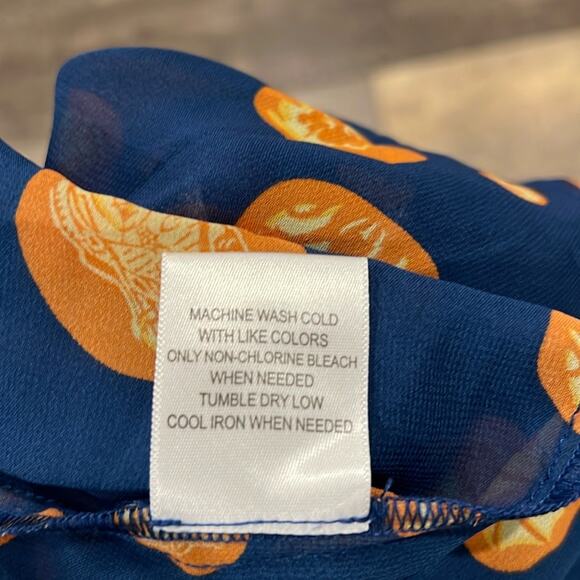 MACHINE WASH COLD
WITH LIKE COLORS
ONLY NON-CHLORINE BLEACH
WHEN NEEDED
TUMBLE DRY LOW
COOL IRON WHEN NEEDED